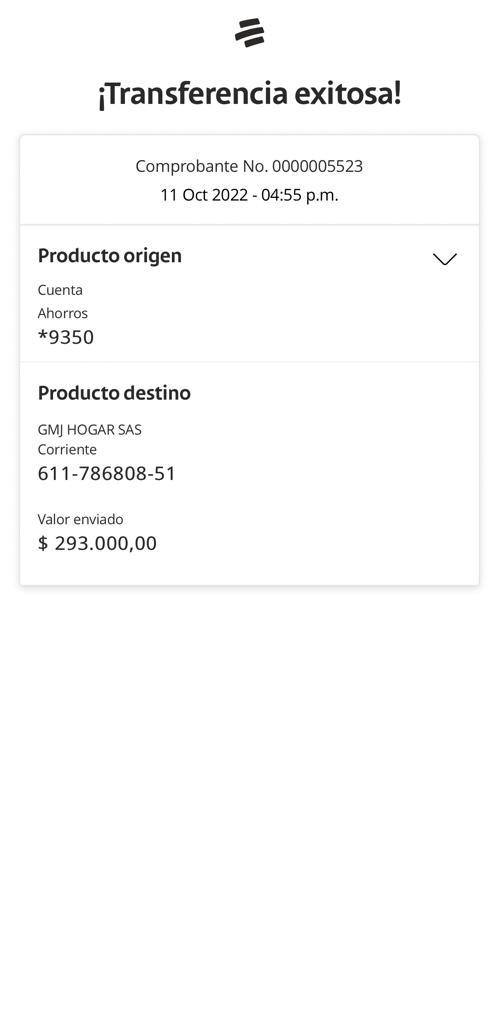 ¡Transferencia exitosa!
Comprobante No. 0000005523
11 Oct 2022 - 04:55 p.m.
Producto origen
Cuenta
Ahorros
*9350
Producto destino
GMJ HOGAR SAS
Corriente
611-786808-51
Valor enviado
$ 293.000,00